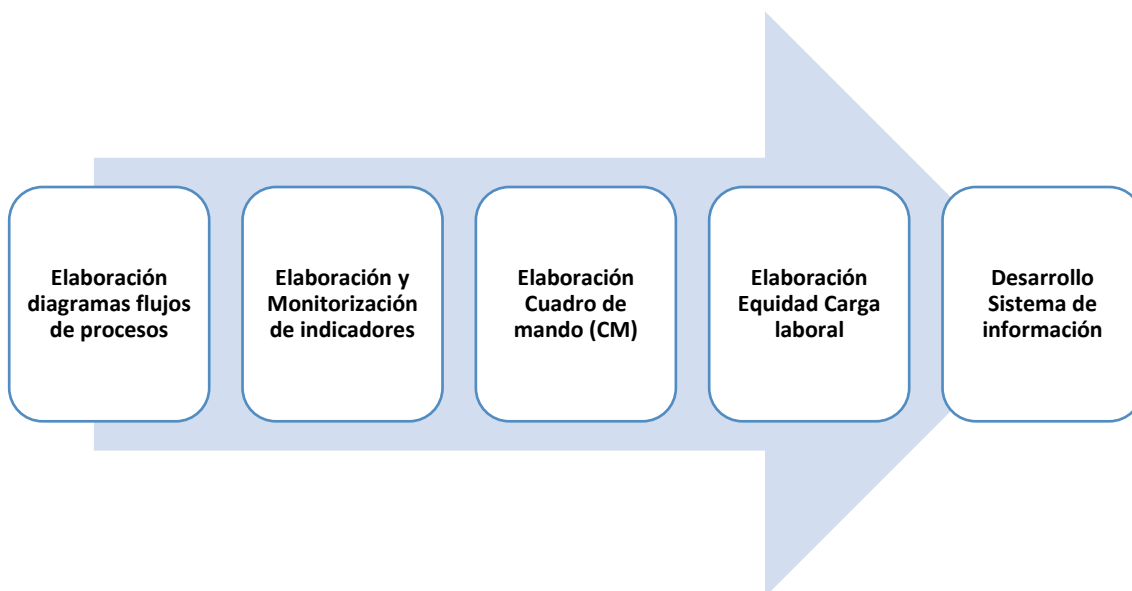 Elaboración
diagramas flujos
de procesos
Elaboración y
Monitorización
de indicadores
Elaboración
Cuadro de
mando (CM)
Elaboración
Equidad Carga
laboral
Desarrollo
Sistema de
información